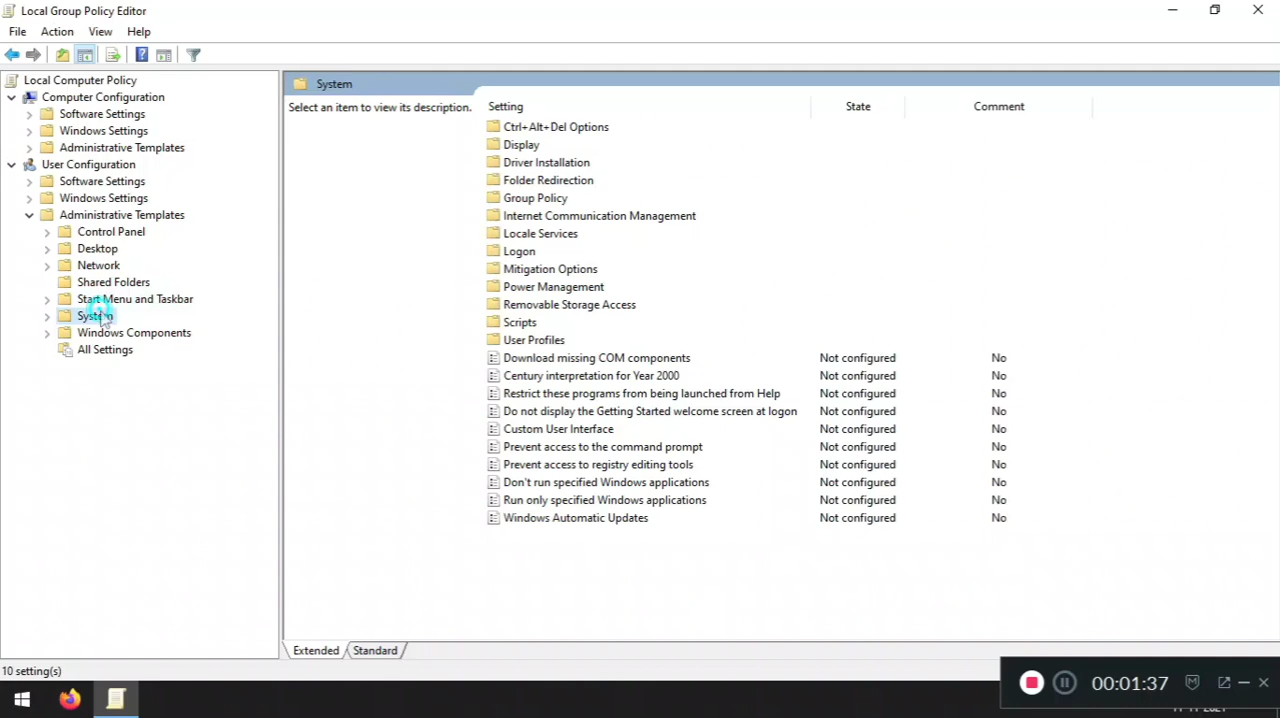 Local Group Policy Editor
File Action View Help
Local Computer Policy
Computer Configuration
Software Settings
Windows Settings
Administrative Templates
User Configuration
Software Settings
Windows Settings
Administrative Templates
Control Panel
Desktop
Network
Shared Folders
Start Menu and Taskbar
System
Windows Components
All Settings
System
Select an item to view its description.
Setting State Comment
Ctrl+Alt+Del Options
Display
Driver Installation
Folder Redirection
Group Policy
Internet Communication Management
Locale Services
Logon
Mitigation Options
Power Management
Removable Storage Access
Scripts
User Profiles
Download missing COM components Not configured No
Century interpretation for Year 2000 Not configured No
Restrict these programs from being launched from Help Not configured No
Do not display the Getting Started welcome screen at logon Not configured No
Custom User Interface Not configured No
Prevent access to the command prompt Not configured No
Prevent access to registry editing tools Not configured No
Don't run specified Windows applications Not configured No
Run only specified Windows applications Not configured No
Windows Automatic Updates Not configured No
Extended Standard
10 setting(s)
00:01:37